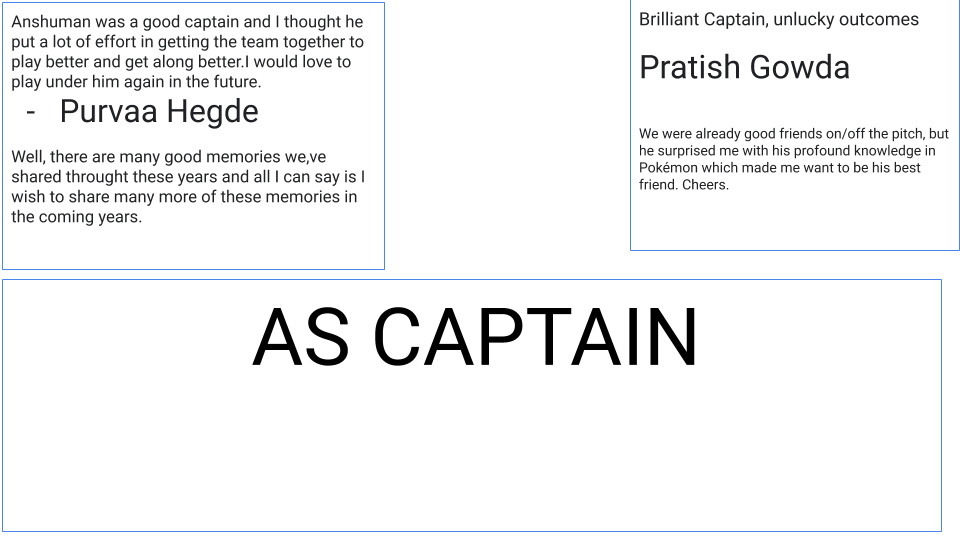 Anshuman was a good captain and I thought he
put a lot of effort in getting the team together to
play better and get along better.I would love to
play under him again in the future.
- Purvaa Hegde
Well, there are many good memories we,ve
shared throught these years and all I can say is I
wish to share many more of these memories in
the coming years.
Brilliant Captain, unlucky outcomes
Pratish Gowda
We were already good friends on/off the pitch, but
he surprised me with his profound knowledge in
Pokémon which made me want to be his best
friend. Cheers.
AS CAPTAIN